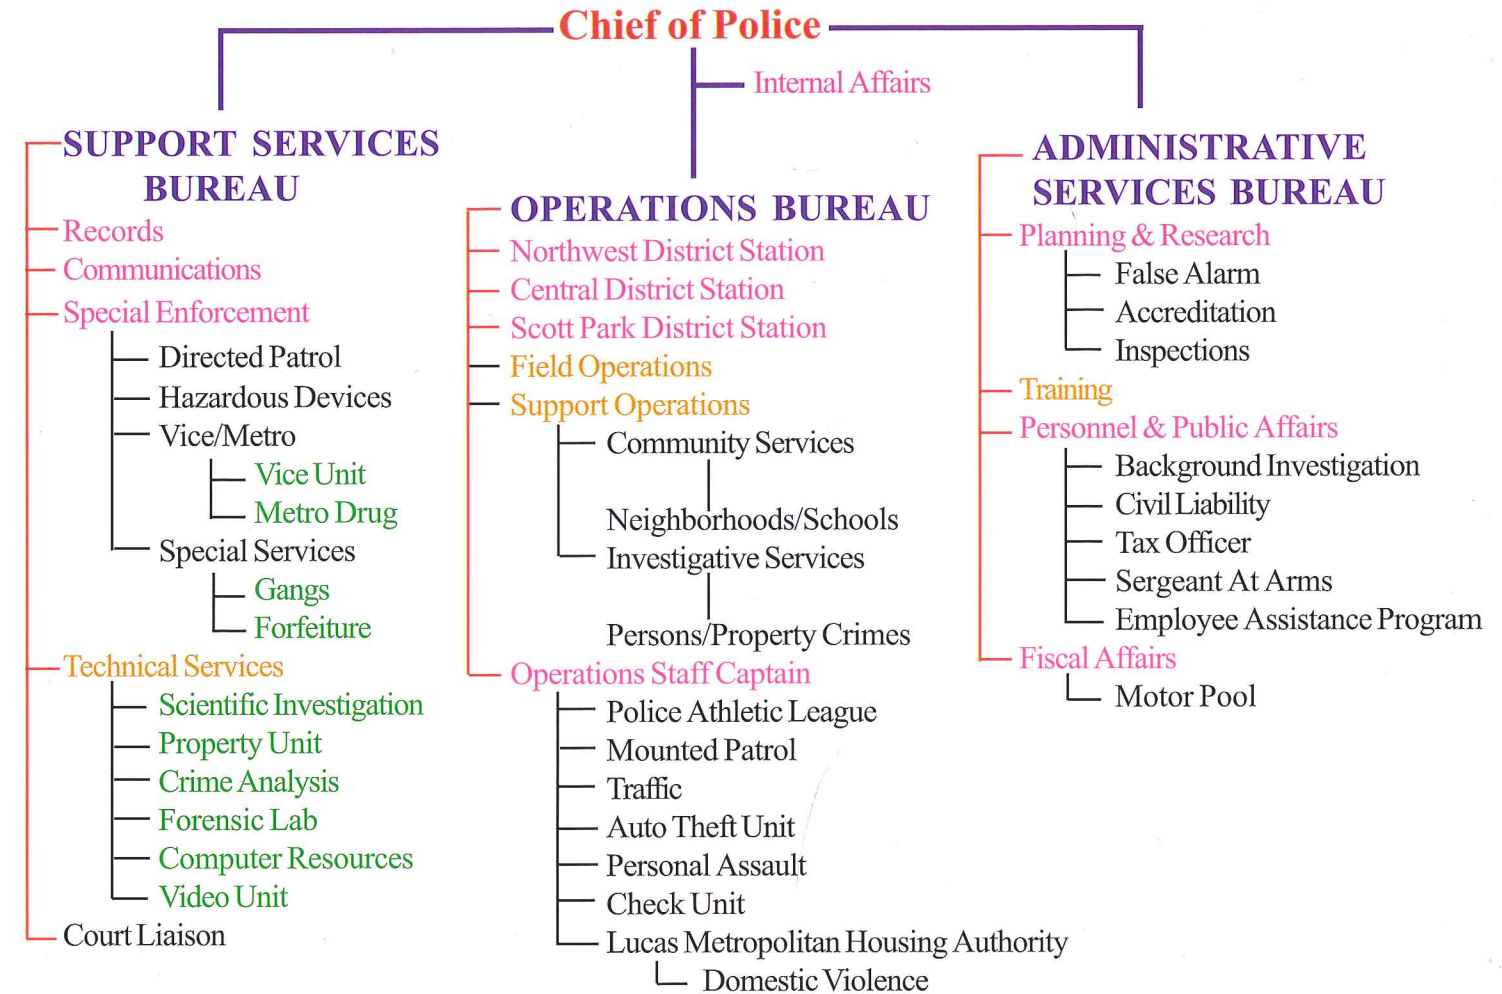 Chief of Police
Internal Affairs
SUPPORT SERVICES
BUREAU
Records
Communications
Special Enforcement
Directed Patrol
Hazardous Devices
Vice/Metro
Vice Unit
Metro Drug
Special Services
Gangs
Forfeiture
Technical Services
Scientific Investigation
Property Unit
Crime Analysis
Forensic Lab
Computer Resources
Video Unit
Court Liaison
OPERATIONS BUREAU
Northwest District Station
Central District Station
Scott Park District Station
Field Operations
Support Operations
Community Services
Neighborhoods/Schools
Investigative Services
Persons/Property Crimes
Operations Staff Captain
Police Athletic League
Mounted Patrol
Traffic
Auto Theft Unit
Personal Assault
Check Unit
Lucas Metropolitan Housing Authority
Domestic Violence
ADMINISTRATIVE
SERVICES BUREAU
Planning & Research
False Alarm
Accreditation
Inspections
Training
Personnel & Public Affairs
Background Investigation
Civil Liability
Tax Officer
Sergeant At Arms
Employee Assistance Program
Fiscal Affairs
Motor Pool